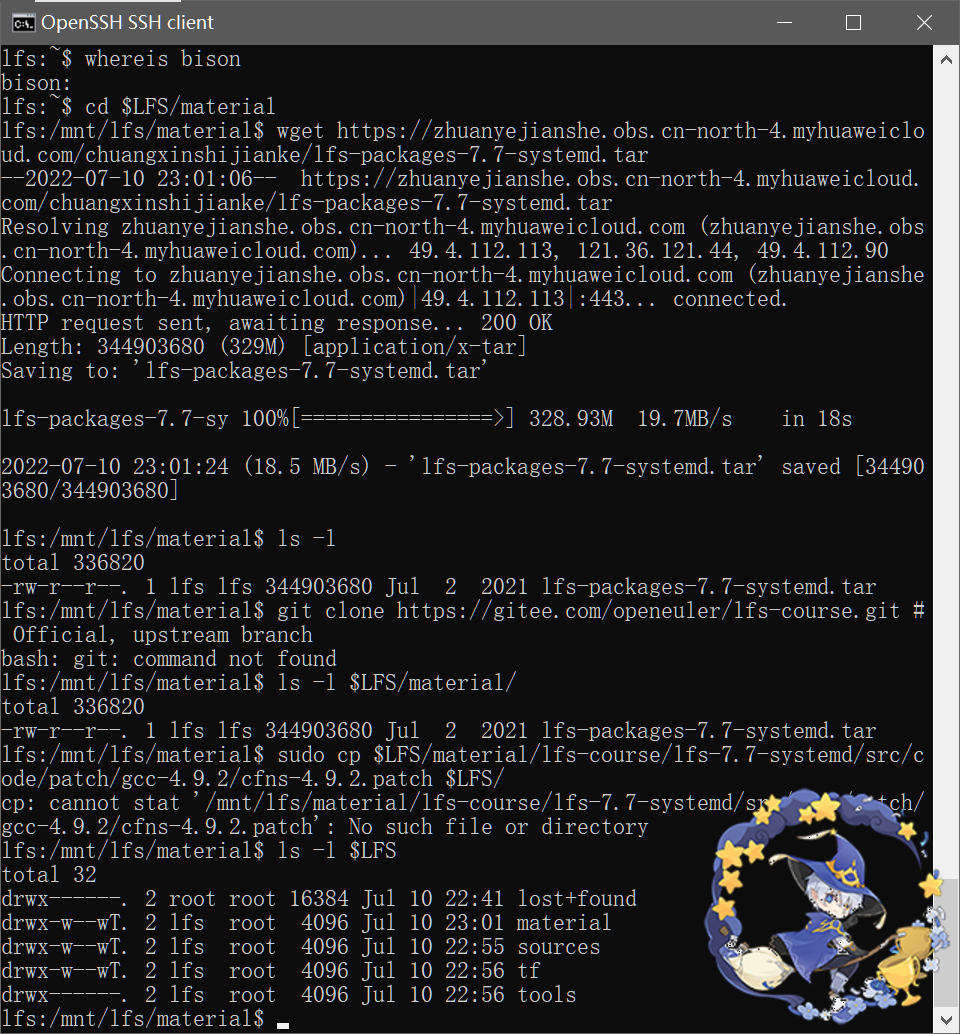 OpenSSH SSH client
lfs:~$ whereis bison
bison:
lfs:~$ cd $LFS/material
lfs:/mnt/lfs/material$ wget https://zhuanyejianshe.obs.cn-north-4.myhuaweiclo
ud.com/chuangxinshijianke/lfs-packages-7.7-systemd.tar
--2022-07-10 23:01:06--  https://zhuanyejianshe.obs.cn-north-4.myhuaweicloud.
com/chuangxinshijianke/lfs-packages-7.7-systemd.tar
Resolving zhuanyejianshe.obs.cn-north-4.myhuaweicloud.com (zhuanyejianshe.obs
.cn-north-4.myhuaweicloud.com)... 49.4.112.113, 121.36.121.44, 49.4.112.90
Connecting to zhuanyejianshe.obs.cn-north-4.myhuaweicloud.com (zhuanyejianshe
.obs.cn-north-4.myhuaweicloud.com)|49.4.112.113|:443... connected.
HTTP request sent, awaiting response... 200 OK
Length: 344903680 (329M) [application/x-tar]
Saving to: 'lfs-packages-7.7-systemd.tar'
lfs-packages-7.7-sy 100%[================>] 328.93M  19.7MB/s    in 18s
2022-07-10 23:01:24 (18.5 MB/s) - 'lfs-packages-7.7-systemd.tar' saved [34490
3680/344903680]
lfs:/mnt/lfs/material$ ls -l
total 336820
-rw-r--r--. 1 lfs lfs 344903680 Jul  2  2021 lfs-packages-7.7-systemd.tar
lfs:/mnt/lfs/material$ git clone https://gitee.com/openeuler/lfs-course.git #
 Official, upstream branch
bash: git: command not found
lfs:/mnt/lfs/material$ ls -l $LFS/material/
total 336820
-rw-r--r--. 1 lfs lfs 344903680 Jul  2  2021 lfs-packages-7.7-systemd.tar
lfs:/mnt/lfs/material$ sudo cp $LFS/material/lfs-course/lfs-7.7-systemd/src/c
ode/patch/gcc-4.9.2/cfns-4.9.2.patch $LFS/
cp: cannot stat '/mnt/lfs/material/lfs-course/lfs-7.7-systemd/
gcc-4.9.2/cfns-4.9.2.patch': No such file or directory
lfs:/mnt/lfs/material$ ls -l $LFS
total 32
drwx------. 2 root root 16384 Jul 10 22:41 lost+found
drwx-w--wT. 2 lfs  root  4096 Jul 10 23:01 material
drwx-w--wT. 2 lfs  root  4096 Jul 10 22:55 sources
drwx-w--wT. 2 lfs  root  4096 Jul 10 22:56 tf
drwx------. 2 lfs  root  4096 Jul 10 22:56 tools
lfs:/mnt/lfs/material$